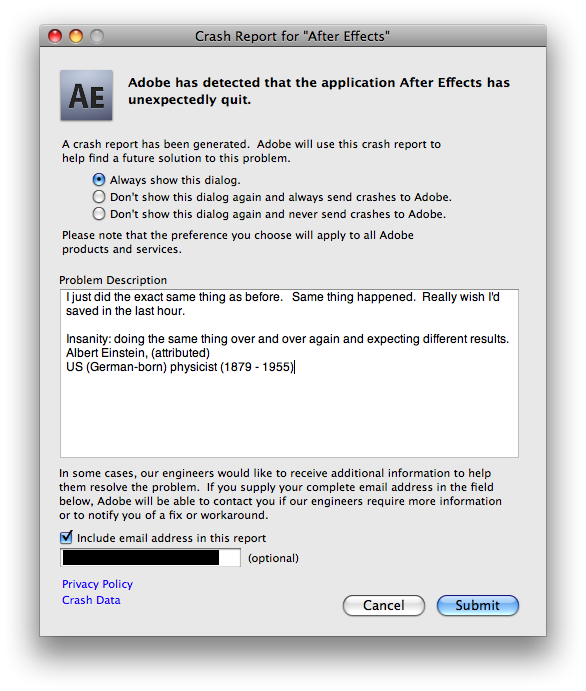 Crash Report for "After Effects"
AE
Adobe has detected that the application After Effects has
unexpectedly quit.
A crash report has been generated.  Adobe will use this crash report to
help find a future solution to this problem.
Always show this dialog.
Don't show this dialog again and always send crashes to Adobe.
Don't show this dialog again and never send crashes to Adobe.
Please note that the preference you choose will apply to all Adobe
products and services.
Problem Description
I just did the exact same thing as before.   Same thing happened.  Really wish I'd
saved in the last hour.
Insanity: doing the same thing over and over again and expecting different results.
Albert Einstein, (attributed)
US (German-born) physicist (1879 - 1955)
In some cases, our engineers would like to receive additional information to help
them resolve the problem.  If you supply your complete email address in the field
below, Adobe will be able to contact you if our engineers require more information
or to notify you of a fix or workaround.
Include email address in this report
(optional)
Privacy Policy
Crash Data
Cancel
Submit